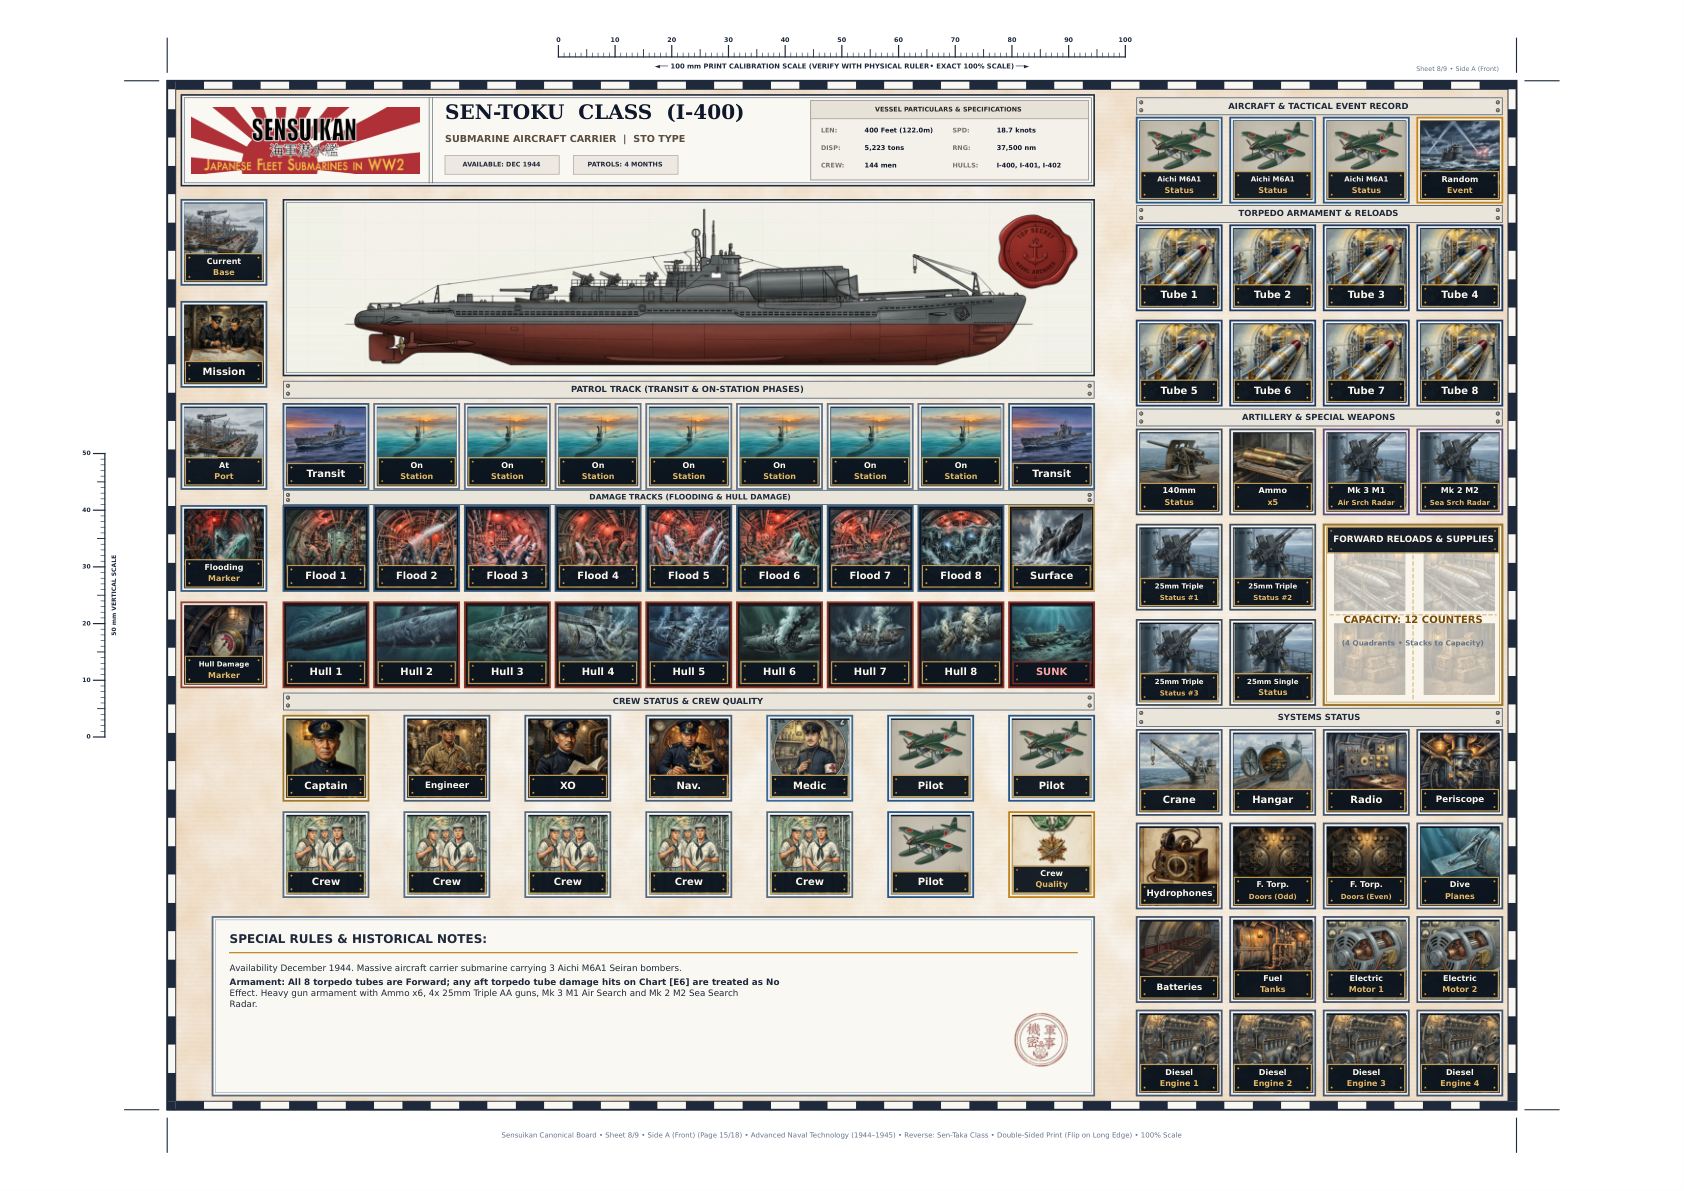 0 10 20 30 40 50 60 70 80 90 100
100 mm PRINT CALIBRATION SCALE (VERIFY WITH PHYSICAL RULER• EXACT 100% SCALE)
Sheet 8/9 • Side A (Front)
SENSUIKAN
海軍潜水艦
JAPANESE FLEET SUBMARINES IN WW2
SEN-TOKU CLASS (I-400)
SUBMARINE AIRCRAFT CARRIER | STO TYPE
AVAILABLE: DEC 1944
PATROLS: 4 MONTHS
VESSEL PARTICULARS & SPECIFICATIONS
LEN: 400 Feet (122.0m) SPD: 18.7 knots
DISP: 5,223 tons RNG: 37,500 nm
CREW: 144 men HULLS: I-400, I-401, I-402
Current
Base
Mission
TOP SECRET
NAVAL ARCHIVES
PATROL TRACK (TRANSIT & ON-STATION PHASES)
At
Port
Transit
On
Station
On
Station
On
Station
On
Station
On
Station
On
Station
On
Station
Transit
DAMAGE TRACKS (FLOODING & HULL DAMAGE)
Flooding
Marker
Flood 1
Flood 2
Flood 3
Flood 4
Flood 5
Flood 6
Flood 7
Flood 8
Surface
Hull Damage
Marker
Hull 1
Hull 2
Hull 3
Hull 4
Hull 5
Hull 6
Hull 7
Hull 8
SUNK
CREW STATUS & CREW QUALITY
Captain
Engineer
XO
Nav.
Medic
Pilot
Pilot
Crew
Crew
Crew
Crew
Crew
Pilot
Crew
Quality
SPECIAL RULES & HISTORICAL NOTES:
Availability December 1944. Massive aircraft carrier submarine carrying 3 Aichi M6A1 Seiran bombers.
Armament: All 8 torpedo tubes are Forward; any aft torpedo tube damage hits on Chart [E6] are treated as No
Effect. Heavy gun armament with Ammo x6, 4x 25mm Triple AA guns, Mk 3 M1 Air Search and Mk 2 M2 Sea Search
Radar.
軍事
機密
AIRCRAFT & TACTICAL EVENT RECORD
Aichi M6A1
Status
Aichi M6A1
Status
Aichi M6A1
Status
Random
Event
TORPEDO ARMAMENT & RELOADS
Tube 1
Tube 2
Tube 3
Tube 4
Tube 5
Tube 6
Tube 7
Tube 8
ARTILLERY & SPECIAL WEAPONS
140mm
Status
Ammo
x5
Mk 3 M1
Air Srch Radar
Mk 2 M2
Sea Srch Radar
25mm Triple
Status #1
25mm Triple
Status #2
25mm Triple
Status #3
25mm Single
Status
FORWARD RELOADS & SUPPLIES
CAPACITY: 12 COUNTERS
(4 Quadrants • Stacks to Capacity)
SYSTEMS STATUS
Crane
Hangar
Radio
Periscope
Hydrophones
F. Torp.
Doors (Odd)
F. Torp.
Doors (Even)
Dive
Planes
Batteries
Fuel
Tanks
Electric
Motor 1
Electric
Motor 2
Diesel
Engine 1
Diesel
Engine 2
Diesel
Engine 3
Diesel
Engine 4
50
40
30
20
10
0
50 mm VERTICAL SCALE
Sensuikan Canonical Board • Sheet 8/9 • Side A (Front) (Page 15/18) • Advanced Naval Technology (1944–1945) • Reverse: Sen-Taka Class • Double-Sided Print (Flip on Long Edge) • 100% Scale